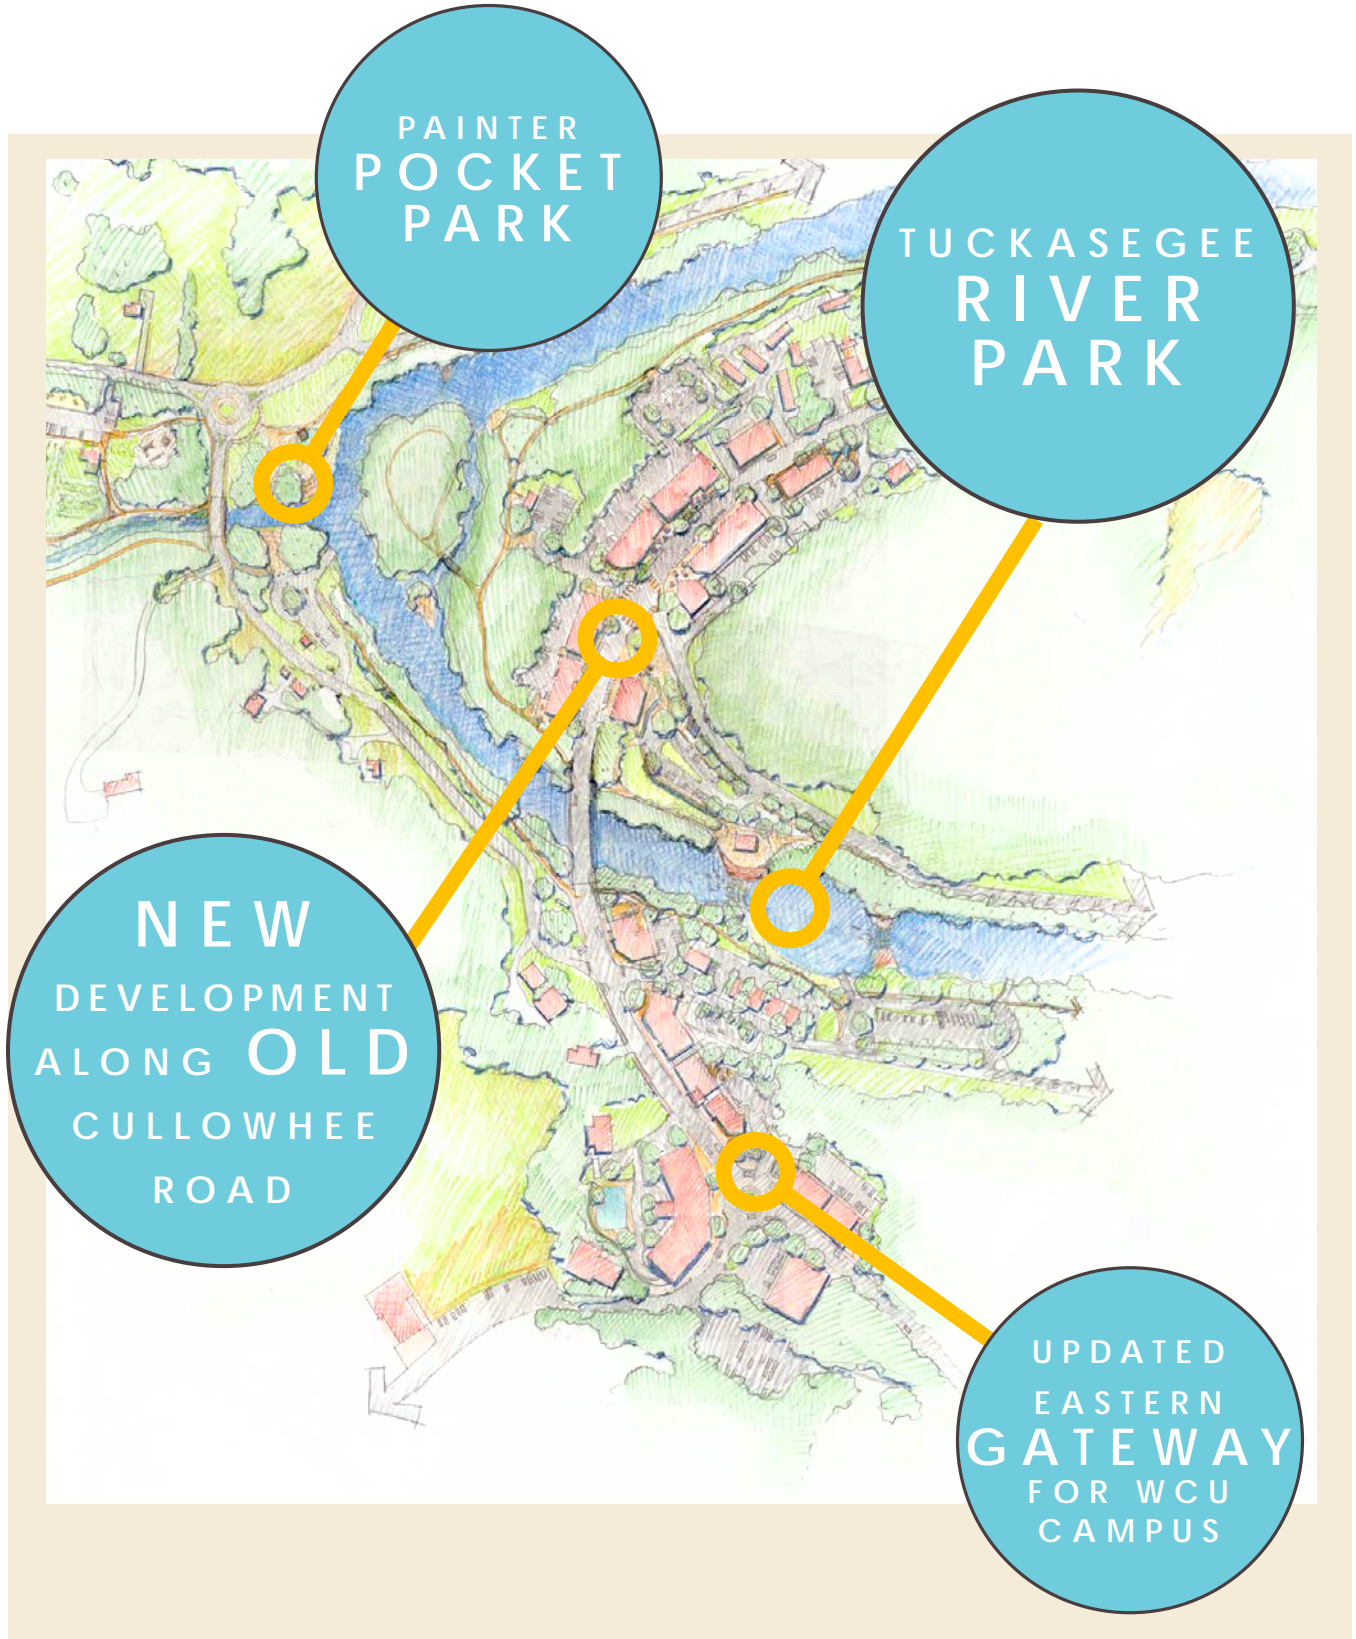 PAINTER
POCKET
PARK
TUCKASEGEE
RIVER
PARK
NEW
DEVELOPMENT
ALONG OLD
CULLOWHEE
ROAD
UPDATED
EASTERN
GATEWAY
FOR WCU
CAMPUS